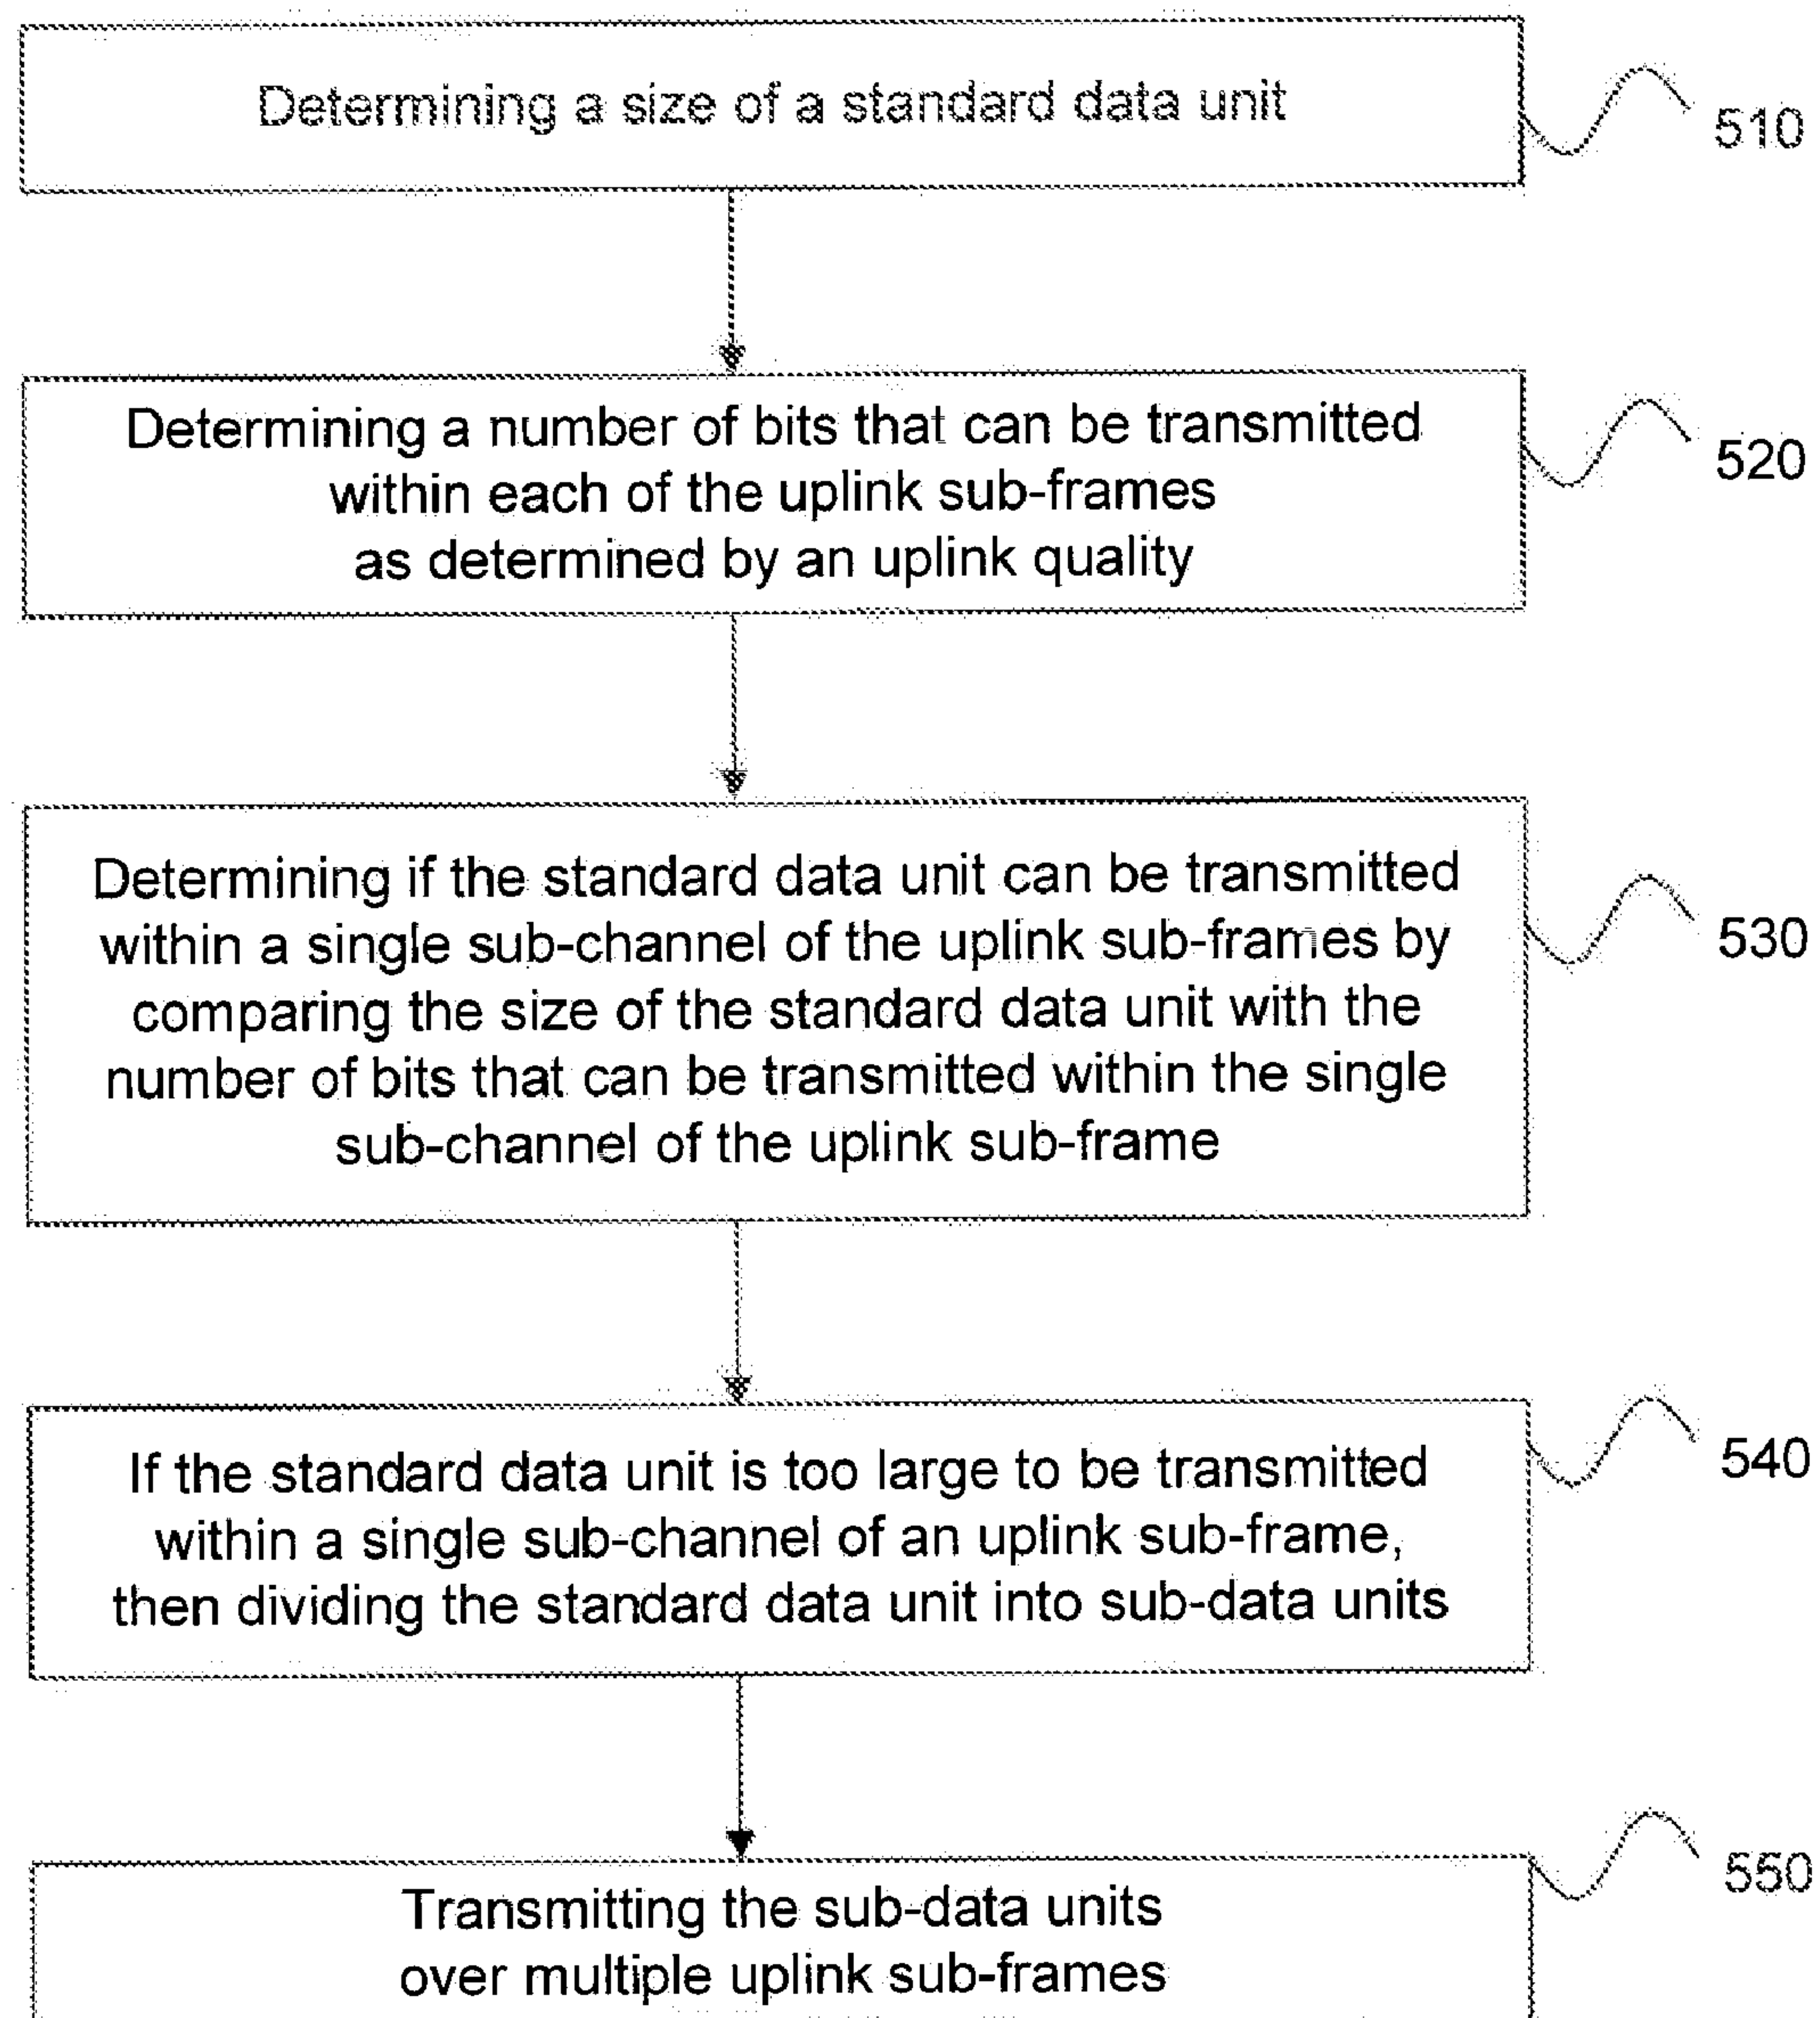 Determining a size of a standard data unit
510
Determining a number of bits that can be transmitted
within each of the uplink sub-frames
as determined by an uplink quality
520
Determining if the standard data unit can be transmitted
within a single sub-channel of the uplink sub-frames by
comparing the size of the standard data unit with the
number of bits that can be transmitted within the single
sub-channel of the uplink sub-frame
530
If the standard data unit is too large to be transmitted
within a single sub-channel of an uplink sub-frame,
then dividing the standard data unit into sub-data units
540
Transmitting the sub-data units
over multiple uplink sub-frames
550